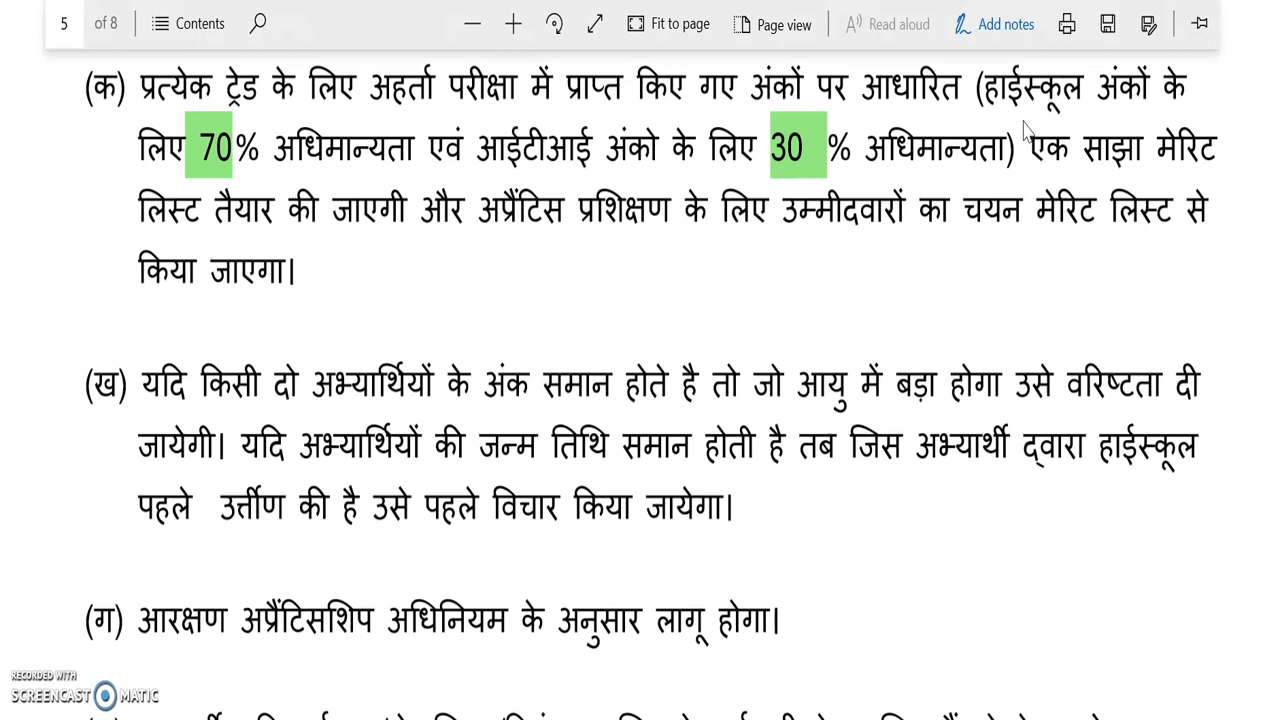 5 of 8 Contents Fit to page Page view Read aloud Add notes
(क) प्रत्येक ट्रेड के लिए अहर्ता परीक्षा में प्राप्त किए गए अंकों पर आधारित (हाईस्कूल अंकों के
लिए 70% अधिमान्यता एवं आईटीआई अंको के लिए 30 % अधिमान्यता) एक साझा मेरिट
लिस्ट तैयार की जाएगी और अप्रैंटिस प्रशिक्षण के लिए उम्मीदवारों का चयन मेरिट लिस्ट से
किया जाएगा।
(ख) यदि किसी दो अभ्यार्थियों के अंक समान होते है तो जो आयु में बड़ा होगा उसे वरिष्टता दी
जायेगी। यदि अभ्यार्थियों की जन्म तिथि समान होती है तब जिस अभ्यार्थी द्वारा हाईस्कूल
पहले उर्त्तीण की है उसे पहले विचार किया जायेगा।
(ग) आरक्षण अप्रैंटिसशिप अधिनियम के अनुसार लागू होगा।
RECORDED WITH
SCREENCAST MATIC